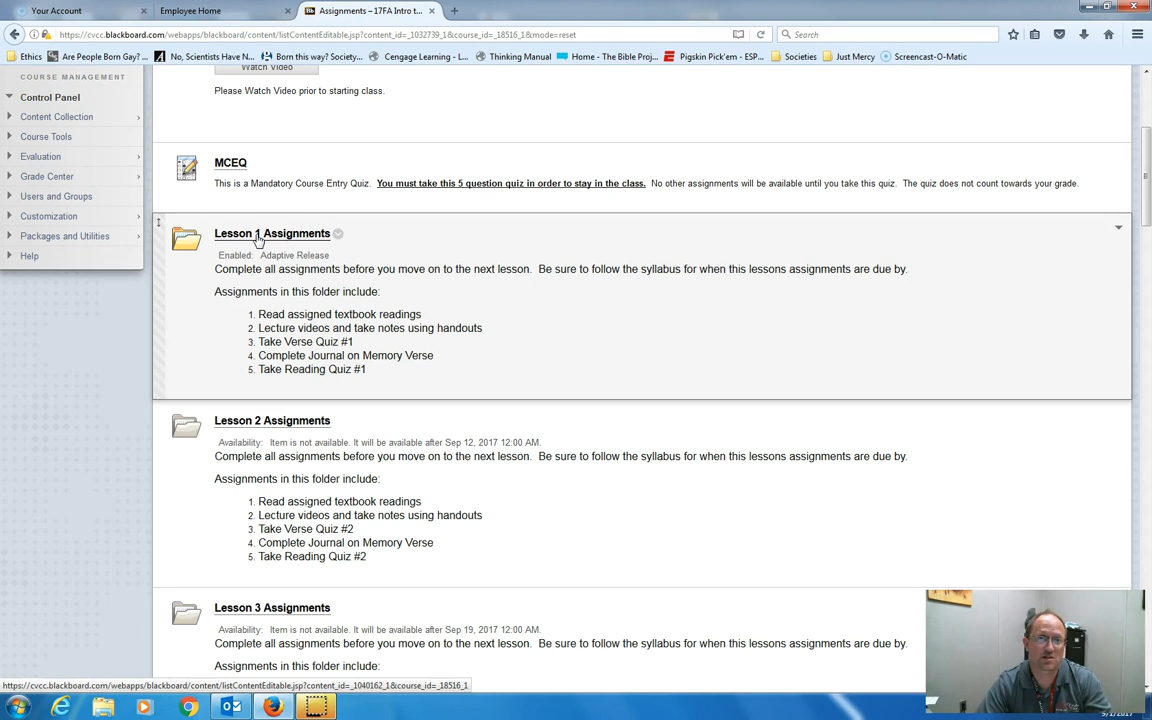 Your Account
Employee Home
Assignments – 17FA Intro t...
https://cvcc.blackboard.com/webapps/blackboard/content/listContentEditable.jsp?content_id=_1032739_1&course_id=_18516_1&mode=reset
Search
Ethics
Are People Born Gay? ...
No, Scientists Have N...
Born this way? Society...
Cengage Learning - L...
Thinking Manual
Home - The Bible Proj...
Pigskin Pick'em - ESP...
Societies
Just Mercy
Screencast-O-Matic
COURSE MANAGEMENT
Control Panel
Content Collection
Course Tools
Evaluation
Grade Center
Users and Groups
Customization
Packages and Utilities
Help
Watch Video
Please Watch Video prior to starting class.
MCEQ
This is a Mandatory Course Entry Quiz. You must take this 5 question quiz in order to stay in the class. No other assignments will be available until you take this quiz. The quiz does not count towards your grade.
Lesson 1 Assignments
Enabled: Adaptive Release
Complete all assignments before you move on to the next lesson. Be sure to follow the syllabus for when this lessons assignments are due by.
Assignments in this folder include:
1. Read assigned textbook readings
2. Lecture videos and take notes using handouts
3. Take Verse Quiz #1
4. Complete Journal on Memory Verse
5. Take Reading Quiz #1
Lesson 2 Assignments
Availability: Item is not available. It will be available after Sep 12, 2017 12:00 AM.
Complete all assignments before you move on to the next lesson. Be sure to follow the syllabus for when this lessons assignments are due by.
Assignments in this folder include:
1. Read assigned textbook readings
2. Lecture videos and take notes using handouts
3. Take Verse Quiz #2
4. Complete Journal on Memory Verse
5. Take Reading Quiz #2
Lesson 3 Assignments
Availability: Item is not available. It will be available after Sep 19, 2017 12:00 AM.
Complete all assignments before you move on to the next lesson. Be sure to follow the syllabus for when this lessons assignments are due by.
Assignments in this folder include:
https://cvcc.blackboard.com/webapps/blackboard/content/listContentEditable.jsp?content_id=_1040162_1&course_id=_18516_1
9/1/2017